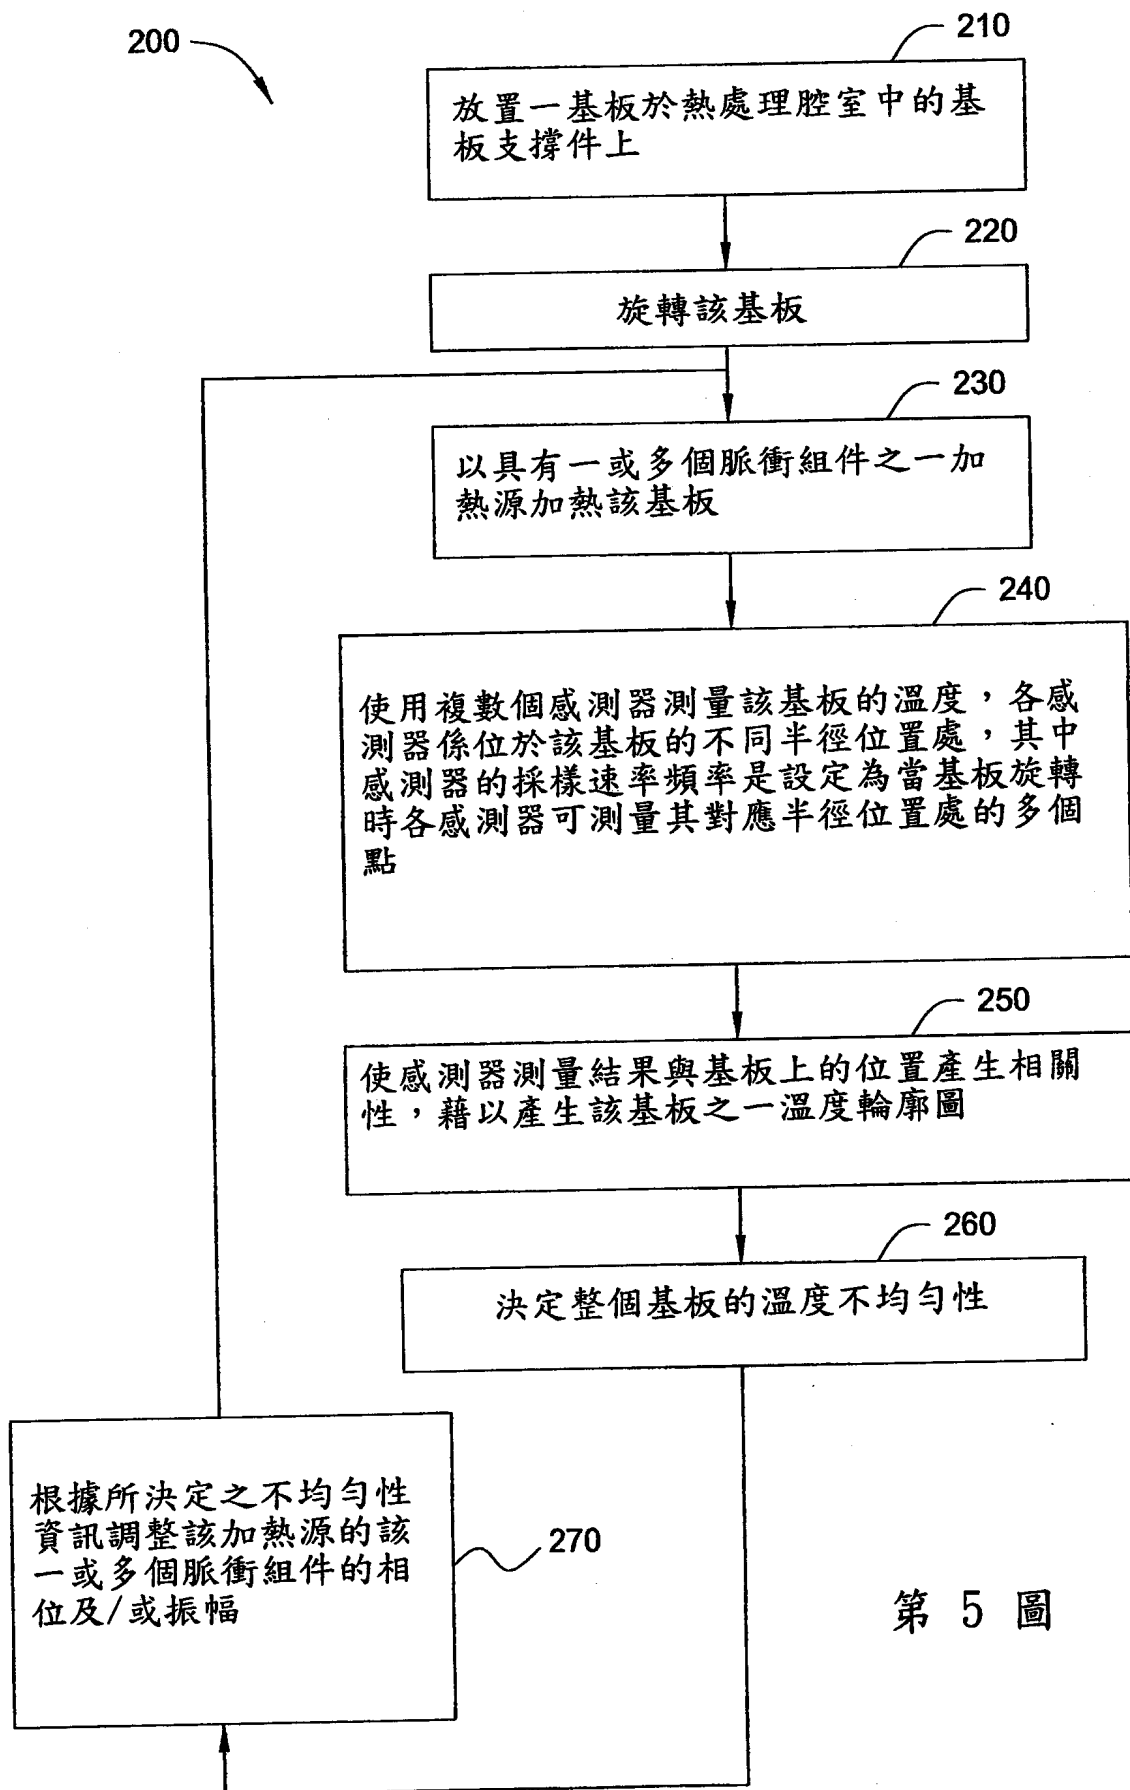 200
210
放置一基板於熱處理腔室中的基
板支撐件上
220
旋轉該基板
230
以具有一或多個脈衝組件之一加
熱源加熱該基板
240
使用複數個感測器測量該基板的溫度，各感
測器係位於該基板的不同半徑位置處，其中
感測器的採樣速率頻率是設定為當基板旋轉
時各感測器可測量其對應半徑位置處的多個
點
250
使感測器測量結果與基板上的位置產生相關
性，藉以產生該基板之一溫度輪廓圖
260
決定整個基板的溫度不均勻性
根據所決定之不均勻性
資訊調整該加熱源的該
一或多個脈衝組件的相
位及/或振幅
270
第 5 圖